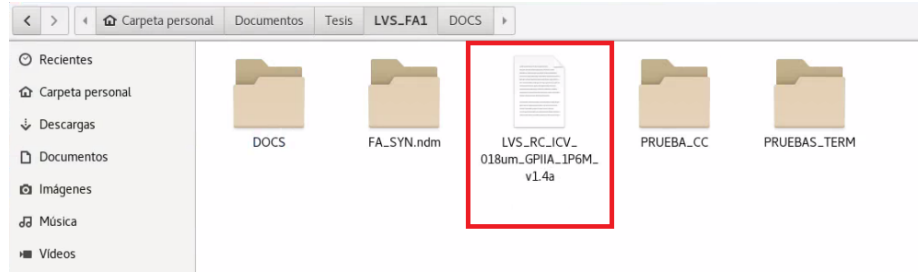 Carpeta personal Documentos Tesis LVS_FA1 DOCS
Recientes
Carpeta personal
Descargas
Documentos
Imágenes
Música
Vídeos
DOCS
FA_SYN.ndm
LVS_RC_ICV_
018um_GPIIA_1P6M_
v1.4a
PRUEBA_CC
PRUEBAS_TERM